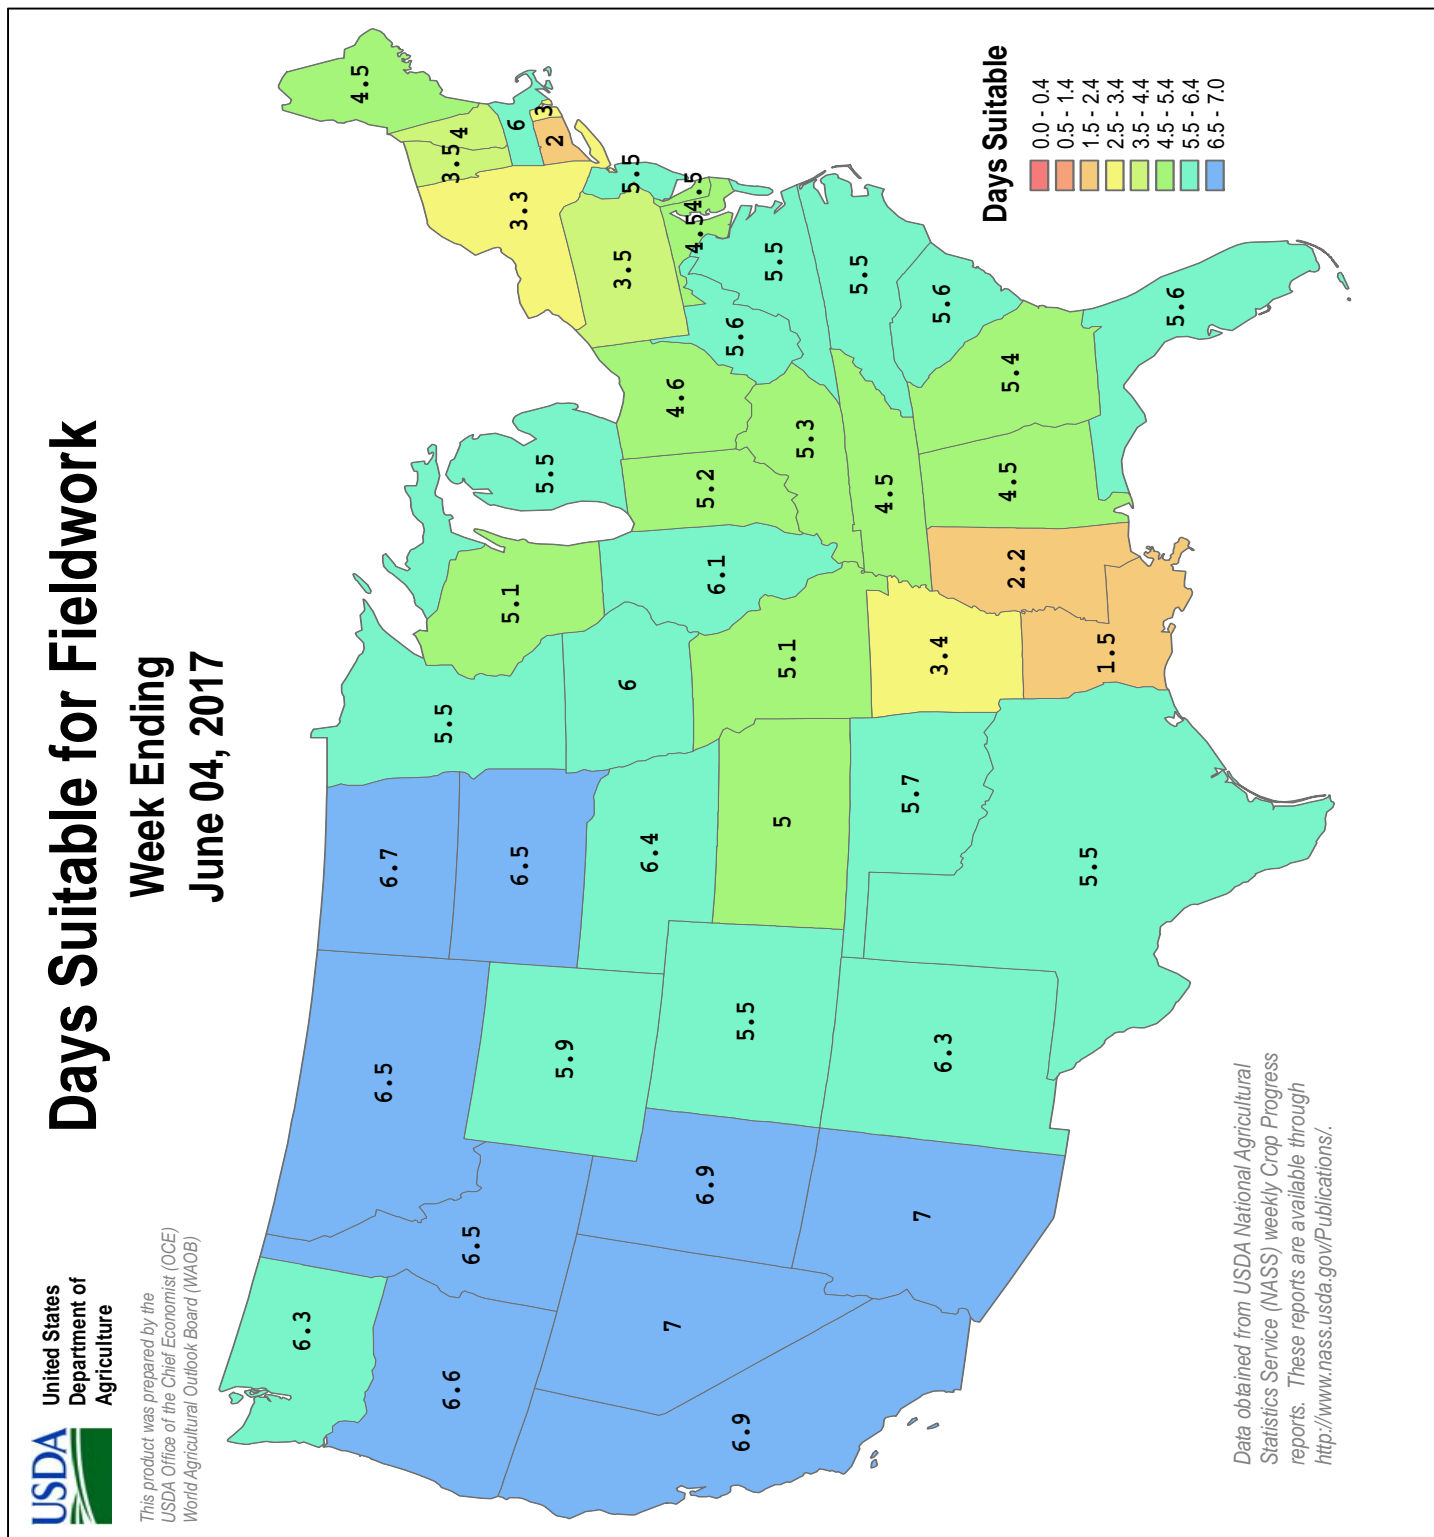 USDA
United States
Department of
Agriculture
This product was prepared by the
USDA Office of the Chief Economist (OCE)
World Agricultural Outlook Board (WAOB)
Days Suitable for Fieldwork
Week Ending
June 04, 2017
6.3
6.6
6.9
7
6.5
6.5
6.9
7
5.9
5.5
6.3
6.7
6.5
6.4
5
5.7
5.5
5.5
6
5.1
3.4
1.5
5.1
6.1
2.2
5.5
5.2
4.6
5.3
4.5
4.5
5.4
5.6
5.6
5.5
5.5
5.6
3.5
3.3
4.5
4.5
5.5
2
3
6
3.5
4
4.5
Days Suitable
0.0 - 0.4
0.5 - 1.4
1.5 - 2.4
2.5 - 3.4
3.5 - 4.4
4.5 - 5.4
5.5 - 6.4
6.5 - 7.0
Data obtained from USDA National Agricultural
Statistics Service (NASS) weekly Crop Progress
reports. These reports are available through
http://www.nass.usda.gov/Publications/.